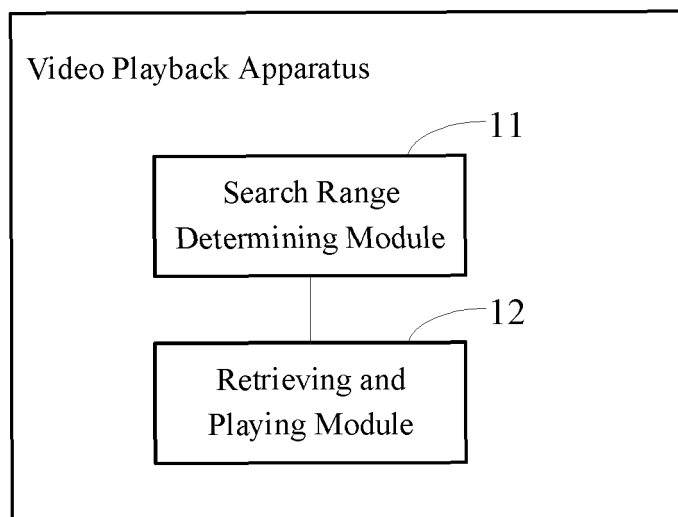 Video Playback Apparatus
11
Search Range
Determining Module
12
Retrieving and
Playing Module